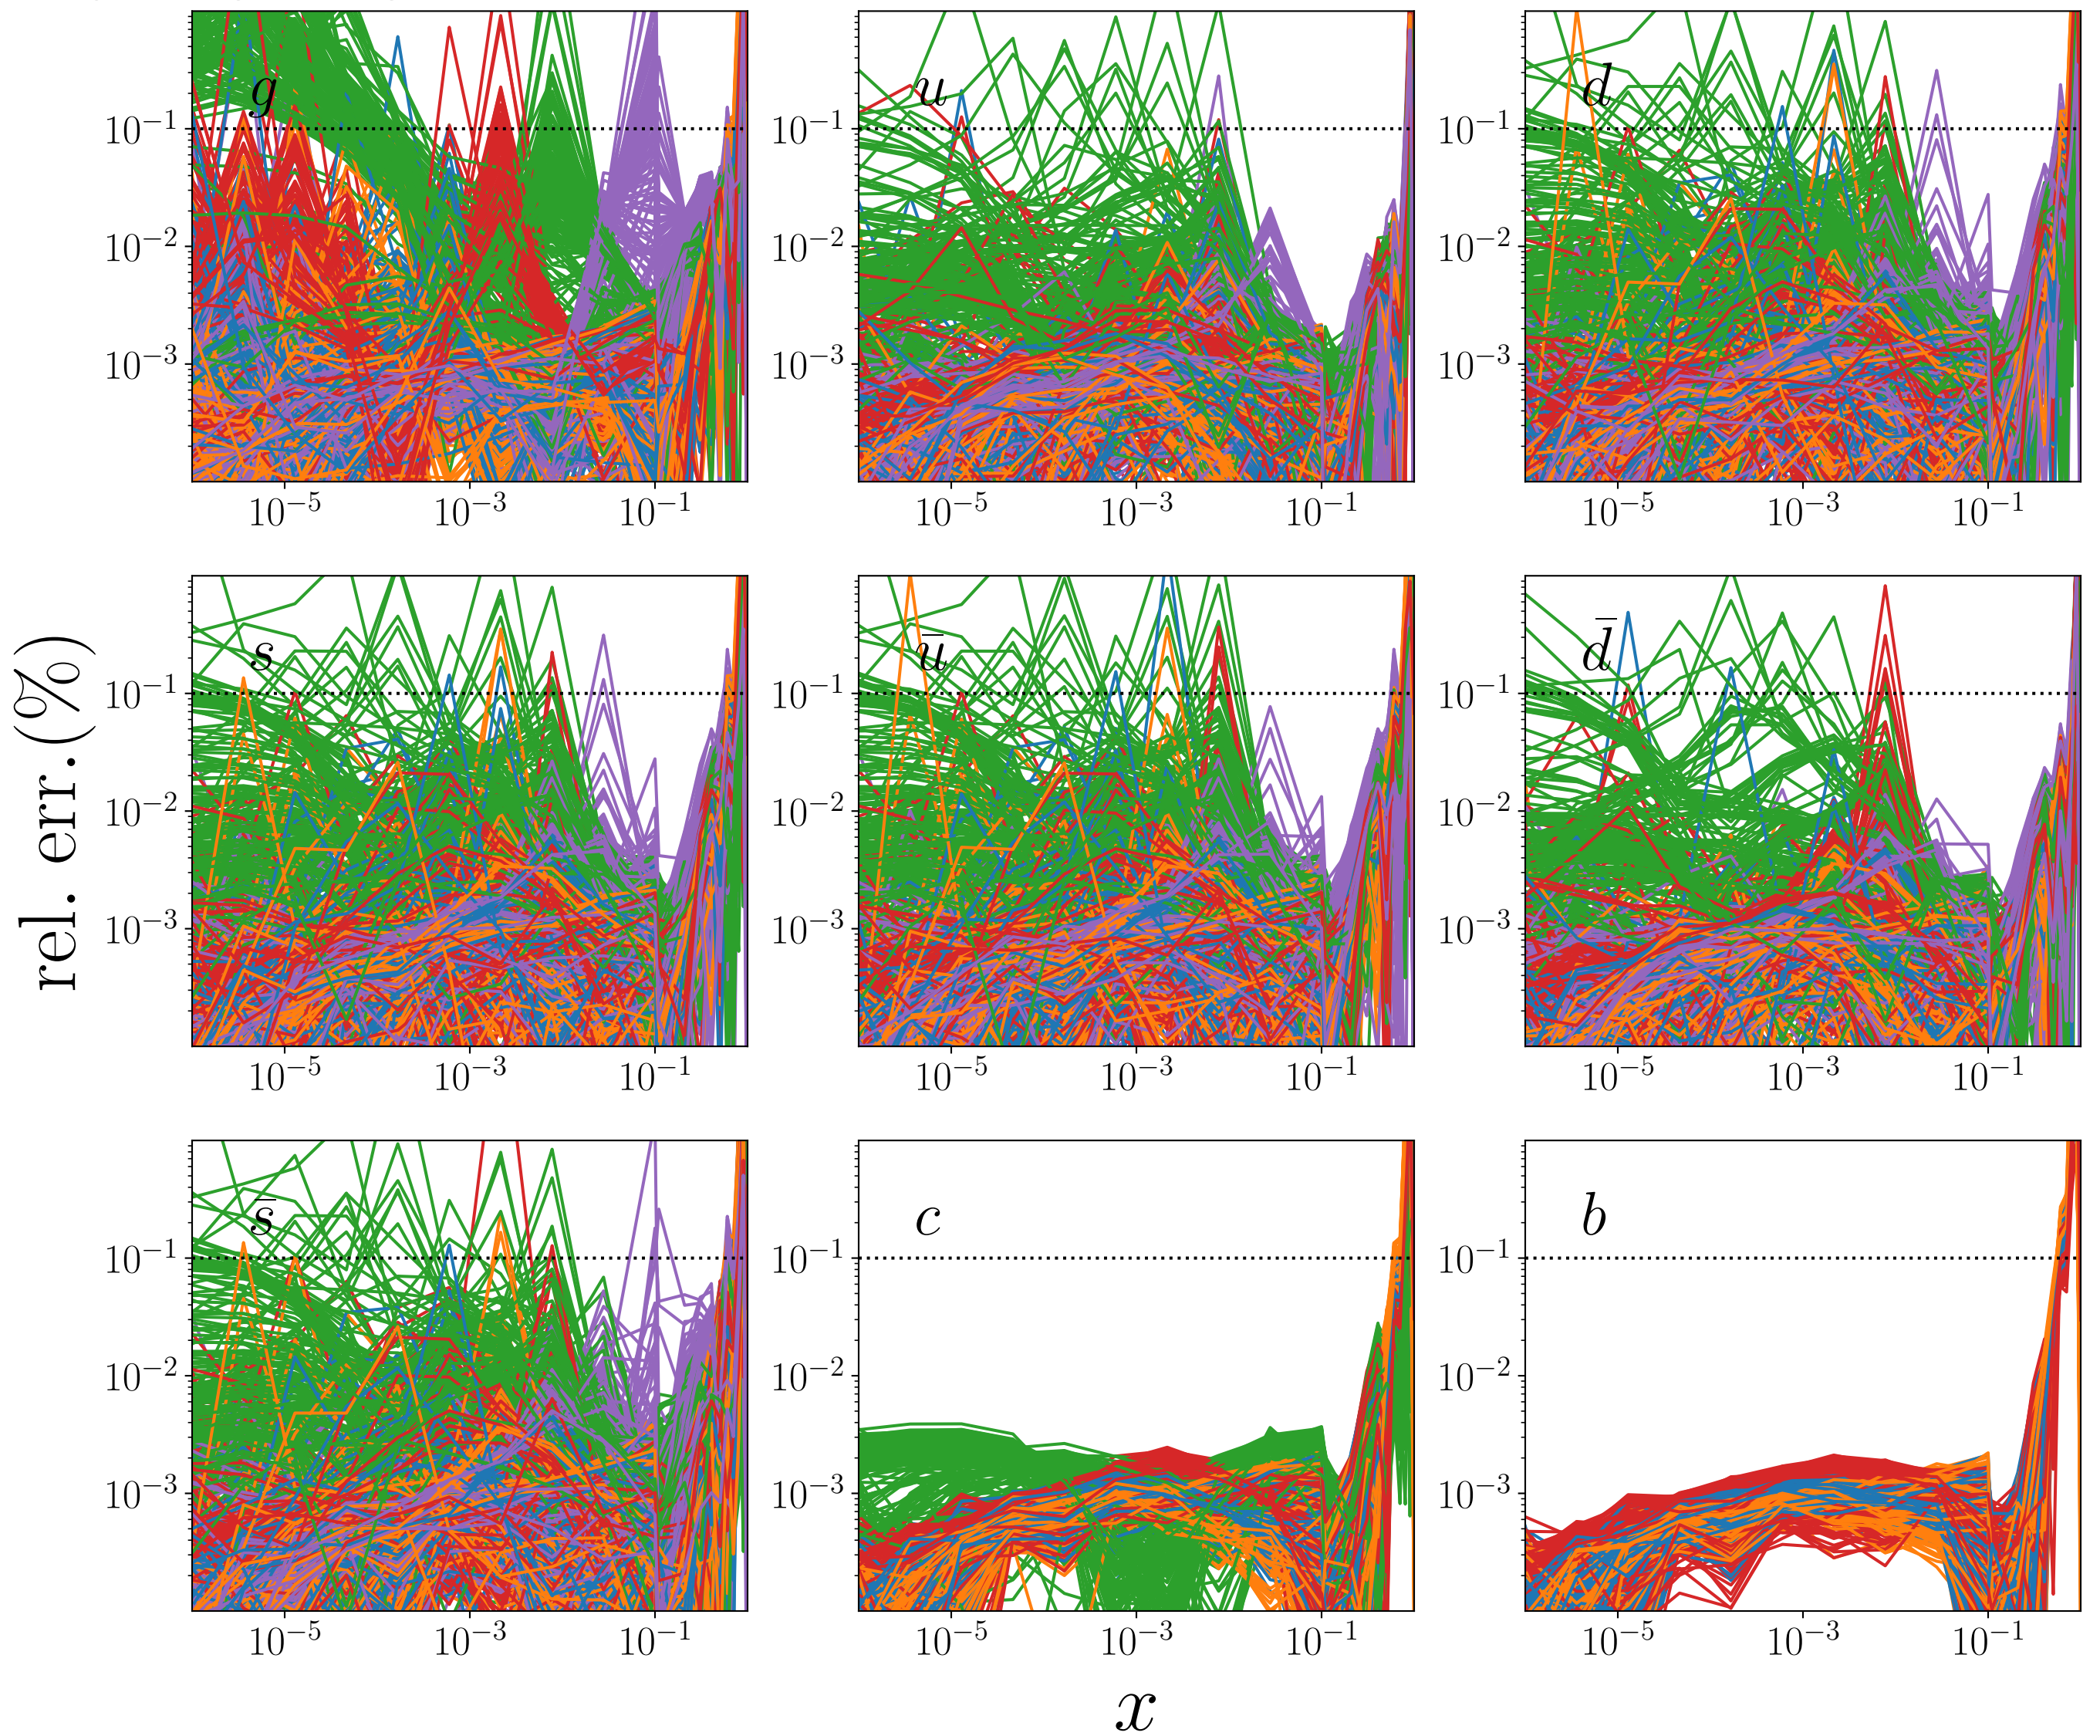 g
u
d
10⁻¹ 10⁻¹ 10⁻¹
10⁻² 10⁻² 10⁻²
10⁻³ 10⁻³ 10⁻³
10⁻⁵ 10⁻³ 10⁻¹ 10⁻⁵ 10⁻³ 10⁻¹ 10⁻⁵ 10⁻³ 10⁻¹
rel. err.(%)
s
ū
d̄
10⁻¹ 10⁻¹ 10⁻¹
10⁻² 10⁻² 10⁻²
10⁻³ 10⁻³ 10⁻³
10⁻⁵ 10⁻³ 10⁻¹ 10⁻⁵ 10⁻³ 10⁻¹ 10⁻⁵ 10⁻³ 10⁻¹
s̄
c
b
10⁻¹ 10⁻¹ 10⁻¹
10⁻² 10⁻² 10⁻²
10⁻³ 10⁻³ 10⁻³
10⁻⁵ 10⁻³ 10⁻¹ 10⁻⁵ 10⁻³ 10⁻¹ 10⁻⁵ 10⁻³ 10⁻¹
x